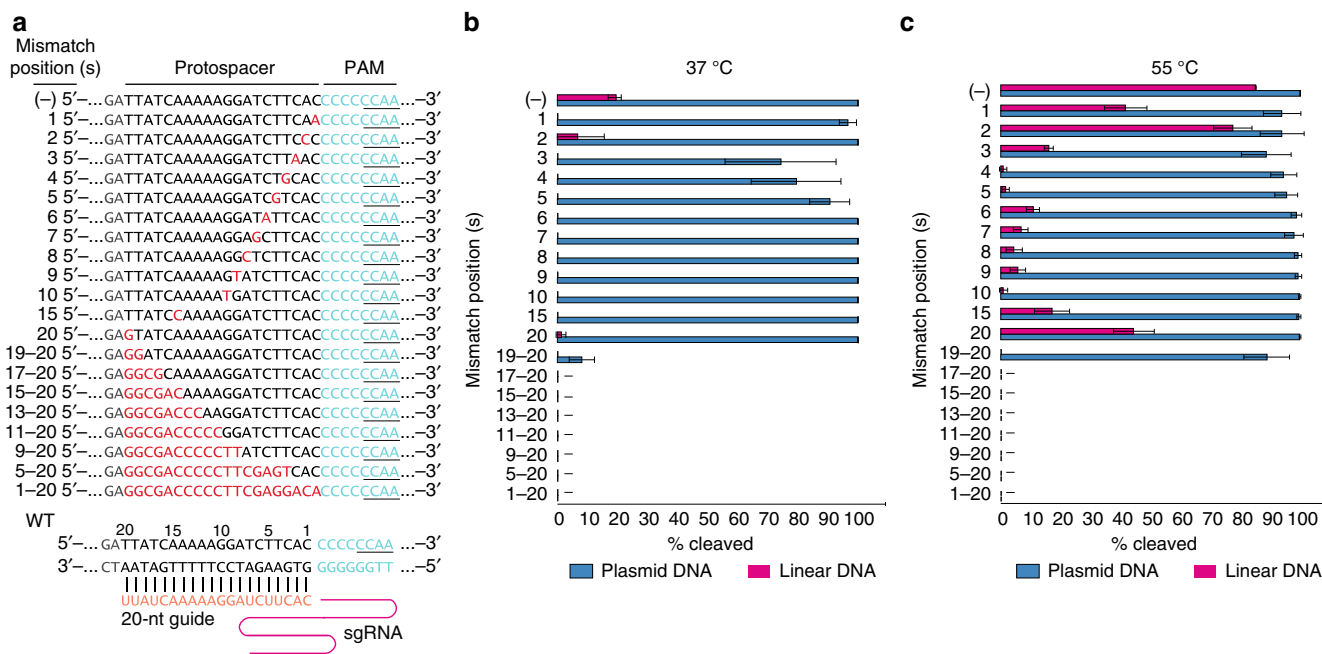 a
Mismatch position (s)
Protospacer
PAM
(–) 5′–...GATTATCAAAAAGGATCTTCACCCCCCCAA...–3′
1 5′–...GATTATCAAAAAGGATCTTCAACCCCCCAA...–3′
2 5′–...GATTATCAAAAAGGATCTTCCCCCCCCCAA...–3′
3 5′–...GATTATCAAAAAGGATCTTAACCCCCCCAA...–3′
4 5′–...GATTATCAAAAAGGATCTGCACCCCCCCAA...–3′
5 5′–...GATTATCAAAAAGGATCGTCACCCCCCCAA...–3′
6 5′–...GATTATCAAAAAGGATATTCACCCCCCCAA...–3′
7 5′–...GATTATCAAAAAGGAGCTTCACCCCCCCAA...–3′
8 5′–...GATTATCAAAAAGGCTCTTCACCCCCCCAA...–3′
9 5′–...GATTATCAAAAAGTATCTTCACCCCCCCAA...–3′
10 5′–...GATTATCAAAAATGATCTTCACCCCCCCAA...–3′
15 5′–...GATTATCCAAAAGGATCTTCACCCCCCCAA...–3′
20 5′–...GAGTATCAAAAAGGATCTTCACCCCCCCAA...–3′
19–20 5′–...GAGGATCAAAAAGGATCTTCACCCCCCCAA...–3′
17–20 5′–...GAGGCGCAAAAAGGATCTTCACCCCCCCAA...–3′
15–20 5′–...GAGGCGACAAAAGGATCTTCACCCCCCCAA...–3′
13–20 5′–...GAGGCGACCCAAGGATCTTCACCCCCCCAA...–3′
11–20 5′–...GAGGCGACCCCCGGATCTTCACCCCCCCAA...–3′
9–20 5′–...GAGGCGACCCCCTTATCTTCACCCCCCCAA...–3′
5–20 5′–...GAGGCGACCCCCTTCGAGTCACCCCCCCAA...–3′
1–20 5′–...GAGGCGACCCCCTTCGAGGACACCCCCCAA...–3′
WT
20 15 10 5 1
5′–...GATTATCAAAAAGGATCTTCAC CCCCCCAA ...–3′
3′–...CTAATAGTTTTTCCTAGAAGTG GGGGGGTT ...–5′
UUAUCAAAAAGGAUCUUCAC
20-nt guide
sgRNA
b
37 °C
Mismatch position (s)
(–)
1
2
3
4
5
6
7
8
9
10
15
20
19–20
17–20
15–20
13–20
11–20
9–20
5–20
1–20
0 10 20 30 40 50 60 70 80 90 100
% cleaved
Plasmid DNA
Linear DNA
c
55 °C
Mismatch position (s)
(–)
1
2
3
4
5
6
7
8
9
10
15
20
19–20
17–20
15–20
13–20
11–20
9–20
5–20
1–20
0 10 20 30 40 50 60 70 80 90 100
% cleaved
Plasmid DNA
Linear DNA